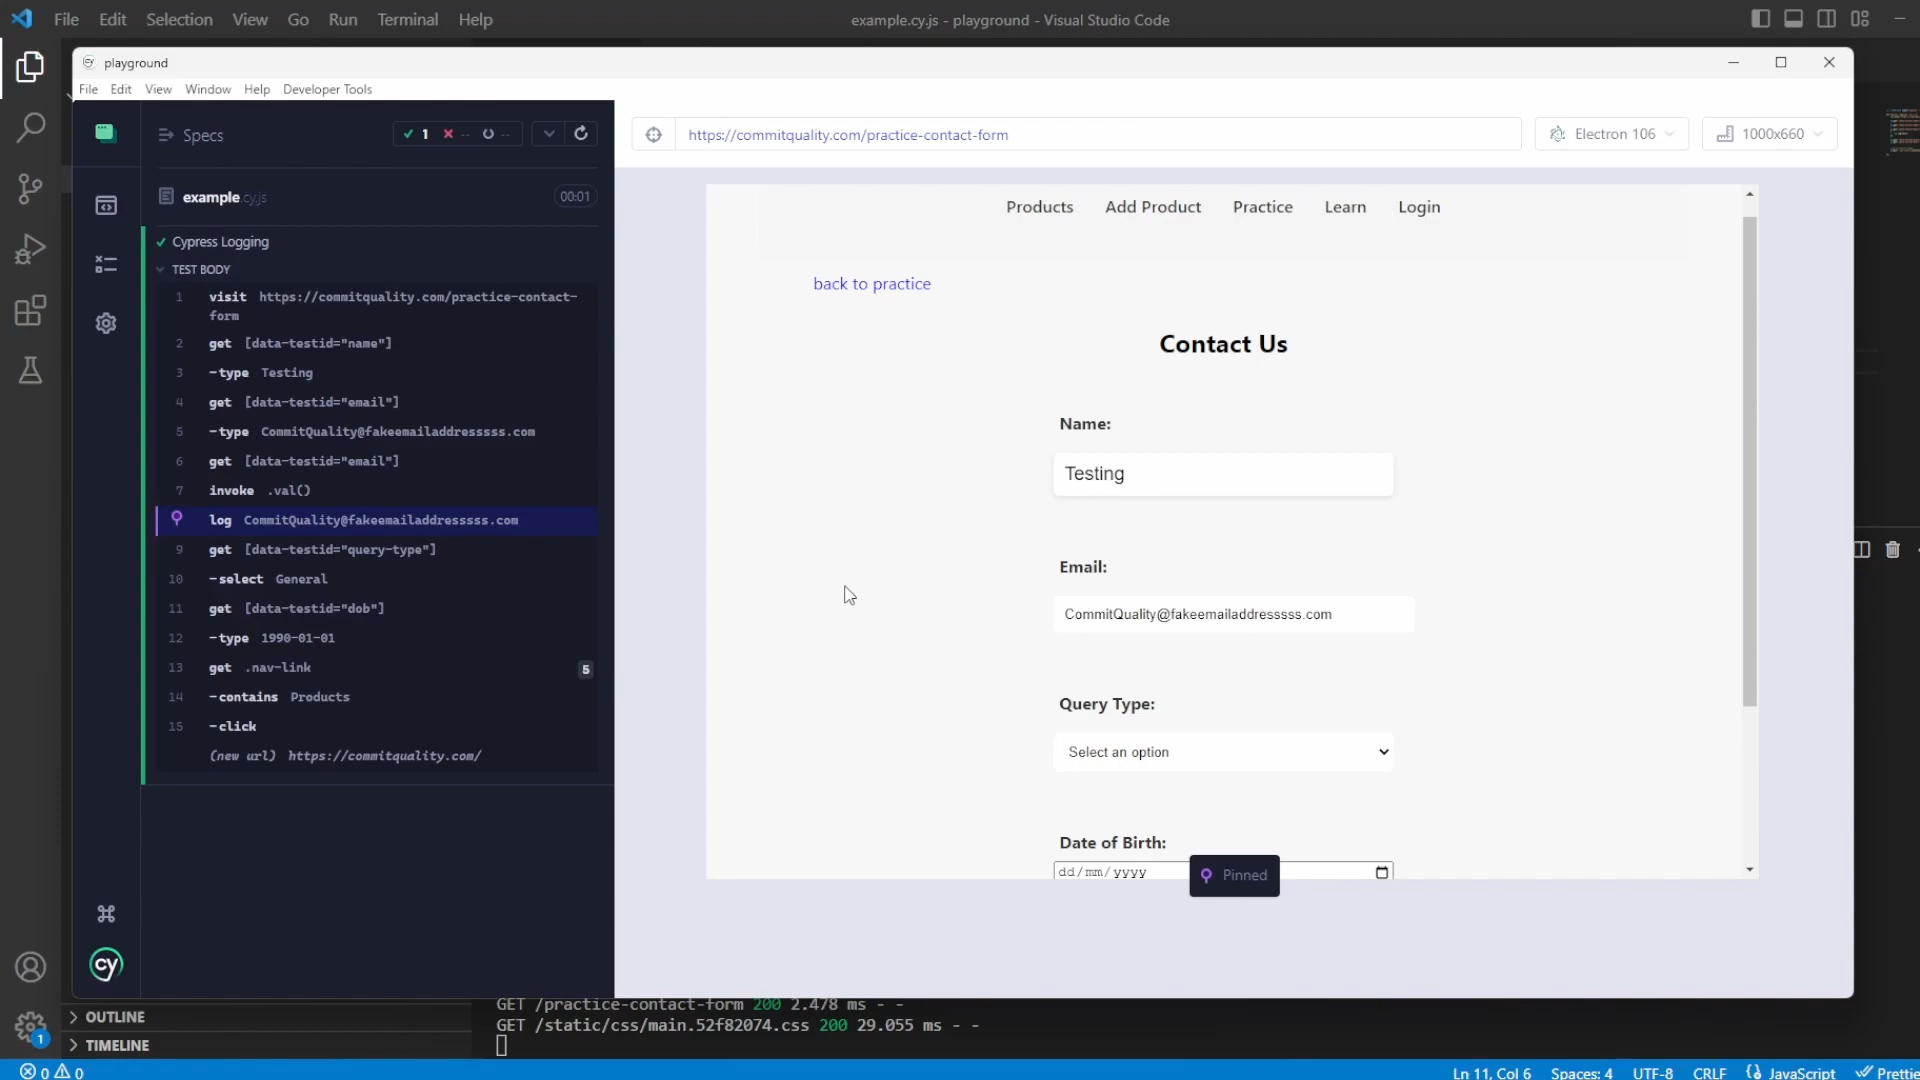 File Edit Selection View Go Run Terminal Help
example.cy.js - playground - Visual Studio Code
playground
File Edit View Window Help Developer Tools
Specs
1 -- --
https://commitquality.com/practice-contact-form
Electron 106
1000x660
example.cy.js
00:01
Cypress Logging
TEST BODY
1 visit https://commitquality.com/practice-contact-
form
2 get [data-testid="name"]
3 -type Testing
4 get [data-testid="email"]
5 -type CommitQuality@fakeemailaddresssss.com
6 get [data-testid="email"]
7 invoke .val()
log CommitQuality@fakeemailaddresssss.com
9 get [data-testid="query-type"]
10 -select General
11 get [data-testid="dob"]
12 -type 1990-01-01
13 get .nav-link 5
14 -contains Products
15 -click
(new url) https://commitquality.com/
cy
Products Add Product Practice Learn Login
back to practice
Contact Us
Name:
Testing
Email:
CommitQuality@fakeemailaddresssss.com
Query Type:
Select an option
Date of Birth:
dd/mm/yyyy
Pinned
GET /practice-contact-form 200 2.478 ms - -
GET /static/css/main.52f82074.css 200 29.055 ms - -
OUTLINE
TIMELINE
1
0 0
Ln 11, Col 6 Spaces: 4 UTF-8 CRLF JavaScript Prettie